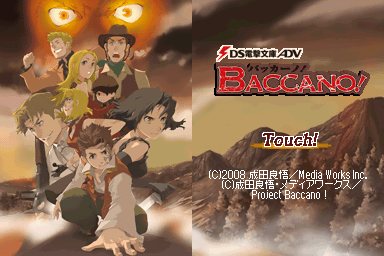 DS電撃文庫ADV
バッカーノ!
BACCANO!
Touch!
(C)2008 成田良悟／Media Works Inc.
(C)成田良悟・メディアワークス／
Project Baccano！